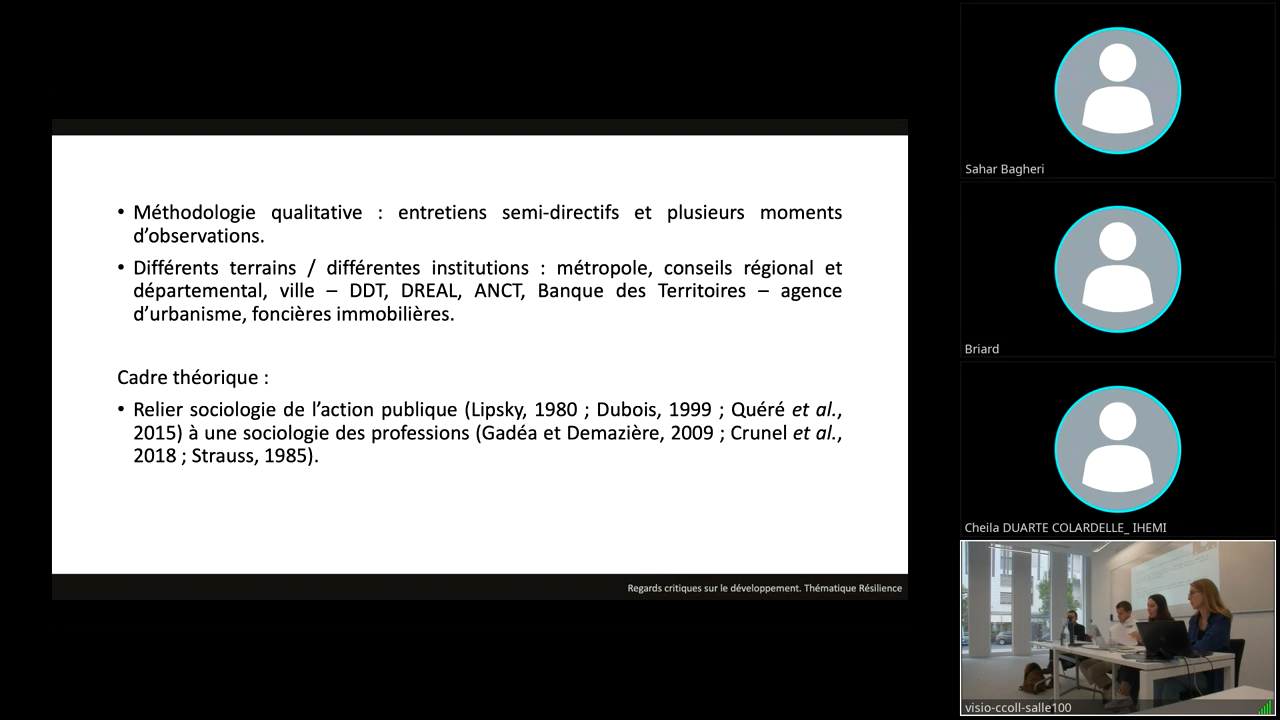 • Méthodologie qualitative : entretiens semi-directifs et plusieurs moments
d'observations.
• Différents terrains / différentes institutions : métropole, conseils régional et
départemental, ville – DDT, DREAL, ANCT, Banque des Territoires – agence
d'urbanisme, foncières immobilières.
Cadre théorique :
• Relier sociologie de l'action publique (Lipsky, 1980 ; Dubois, 1999 ; Quéré et al.,
2015) à une sociologie des professions (Gadéa et Demazière, 2009 ; Crunel et al.,
2018 ; Strauss, 1985).
Regards critiques sur le développement. Thématique Résilience
Sahar Bagheri
Briard
Cheila DUARTE COLARDELLE_ IHEMI
visio-ccoll-salle100